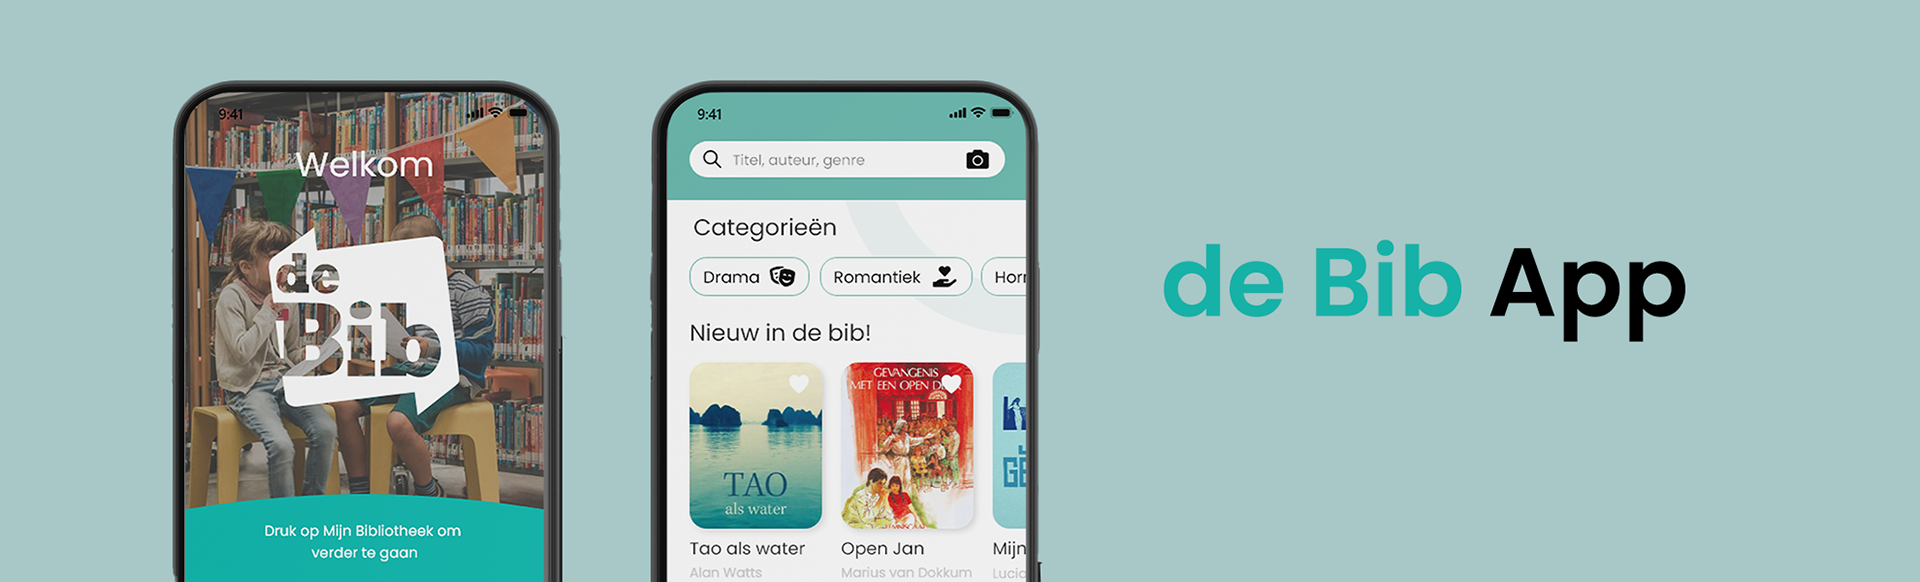 9:41
Welkom
de
Bib
Druk op Mijn Bibliotheek om
verder te gaan
9:41
Titel, auteur, genre
Categorieën
Drama
Romantiek
Nieuw in de bib!
TAO
als water
GEVANGENIS
MET EEN OPEN
Tao als water
Open Jan
Mijn
Alan Watts
Marius van Dokkum
de Bib App